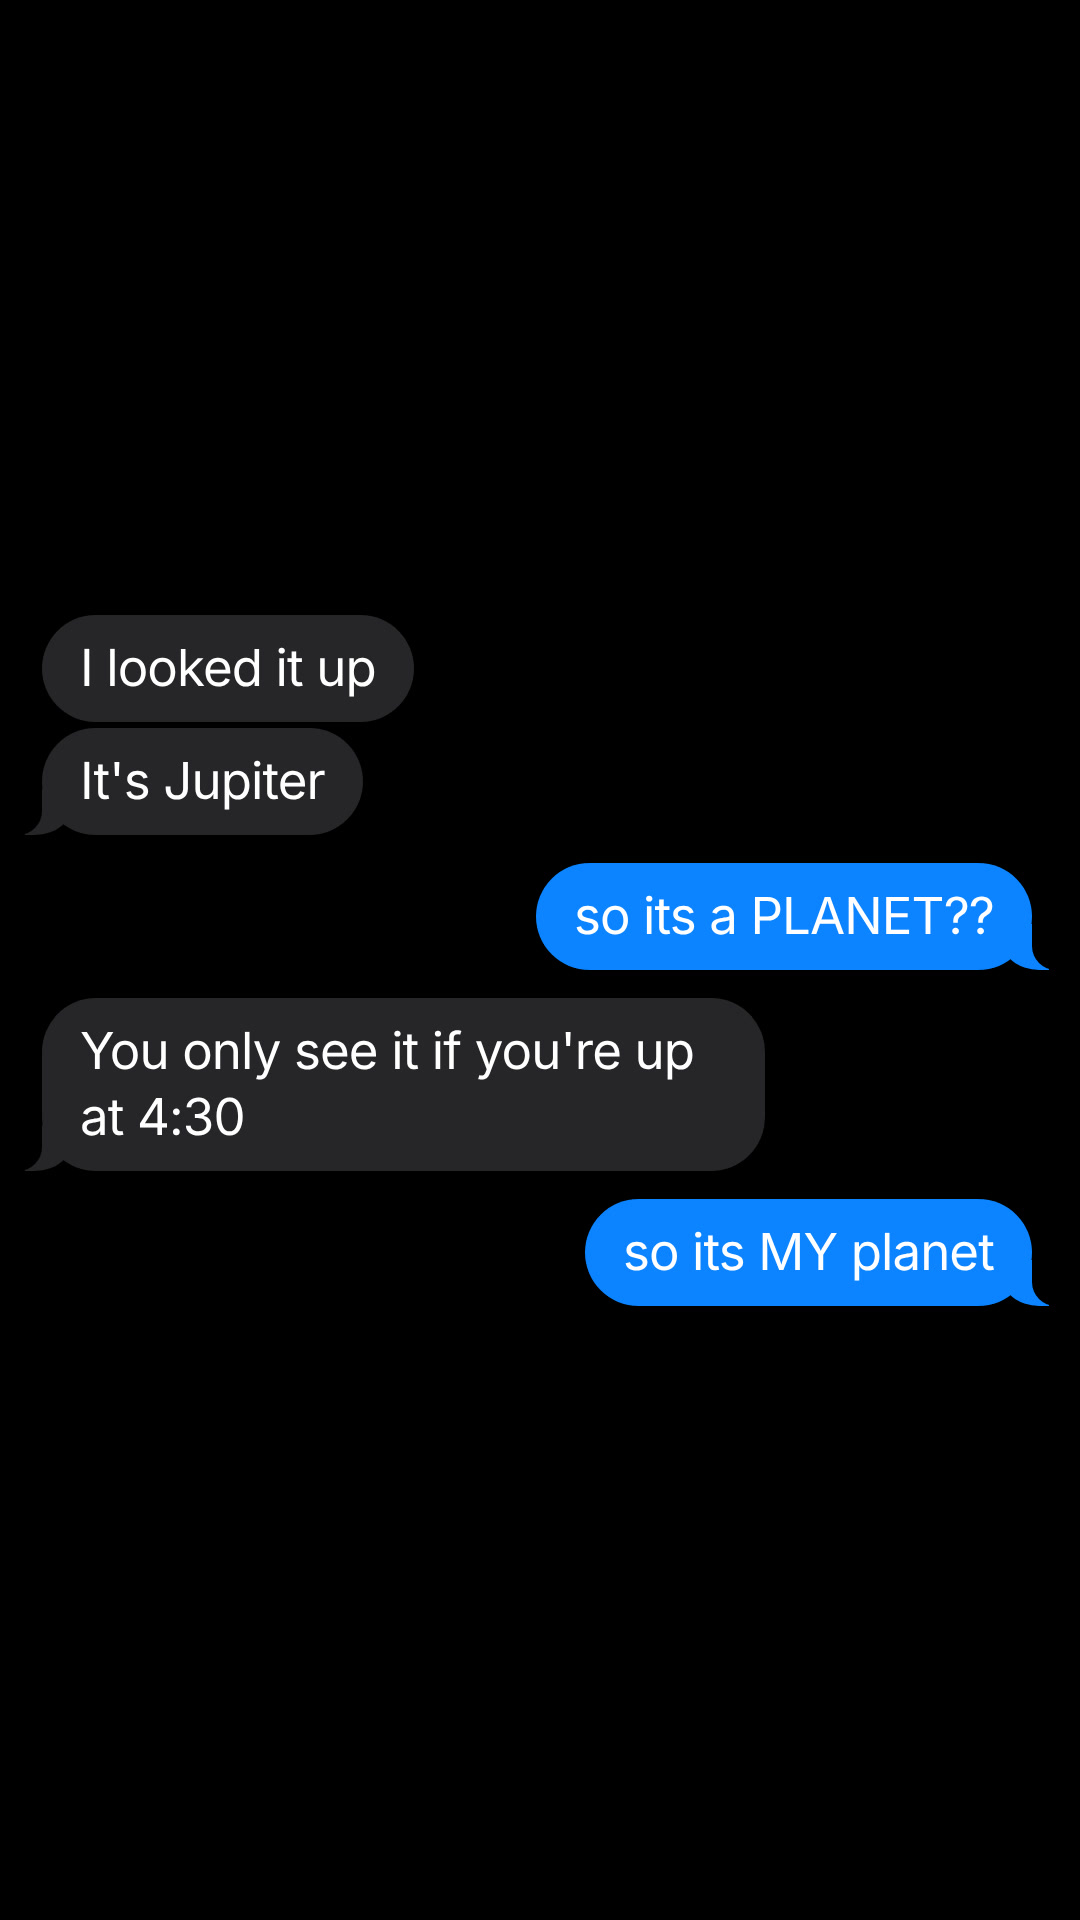 I looked it up
It's Jupiter
so its a PLANET??
You only see it if you're up
at 4:30
so its MY planet